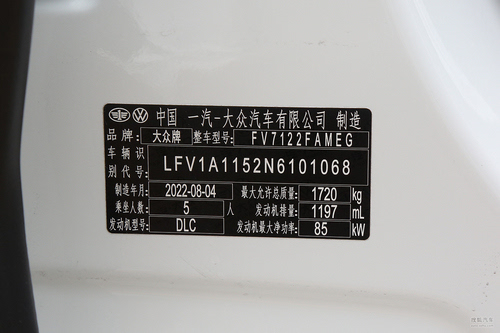 中国 一汽-大众汽车有限公司 制造
品牌: 大众牌 整车型号: FV7122FAMEG
车辆识别代号: LFV1A1152N6101068
制造年月: 2022-08-04 最大允许总质量: 1720 kg
乘坐人数: 5 人 发动机排量: 1197 mL
发动机型号: DLC 发动机最大净功率: 85 kW